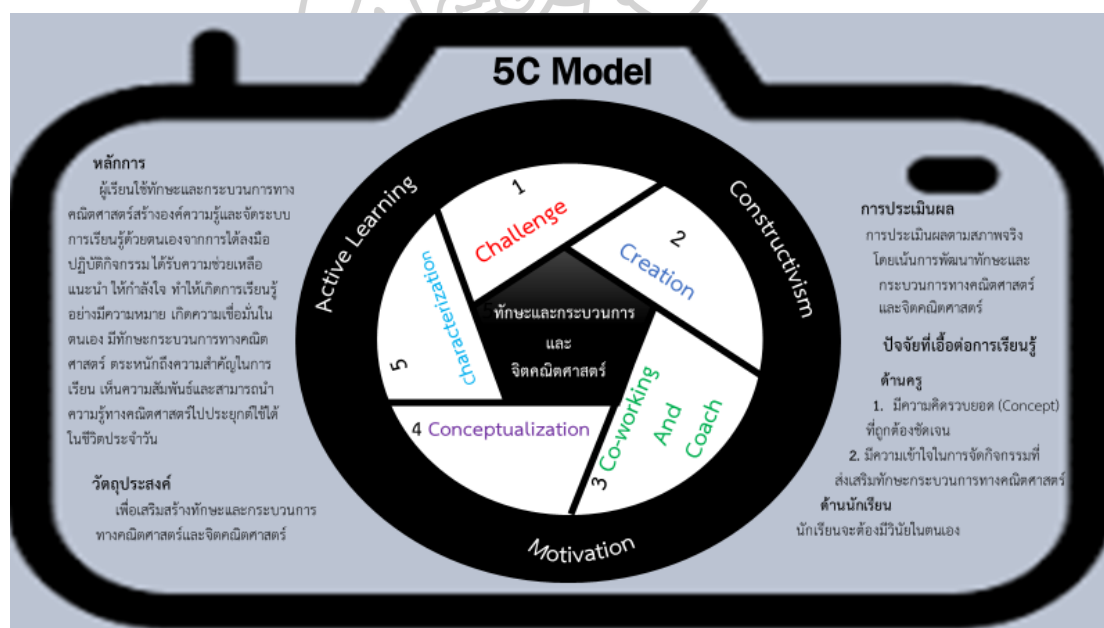 5C Model
หลักการ
ผู้เรียนใช้ทักษะและกระบวนการทาง
คณิตศาสตร์สร้างองค์ความรู้และจัดระบบ
การเรียนรู้ด้วยตนเองจากการได้ลงมือ
ปฏิบัติกิจกรรม ได้รับความช่วยเหลือ
แนะนำ ให้กำลังใจ ทำให้เกิดการเรียนรู้
อย่างมีความหมาย เกิดความเชื่อมั่นใน
ตนเอง มีทักษะกระบวนการทางคณิต
ศาสตร์ ตระหนักถึงความสำคัญในการ
เรียน เห็นความสัมพันธ์และสามารถนำ
ความรู้ทางคณิตศาสตร์ไปประยุกต์ใช้ได้
ในชีวิตประจำวัน
วัตถุประสงค์
เพื่อเสริมสร้างทักษะและกระบวนการ
ทางคณิตศาสตร์และจิตคณิตศาสตร์
Active Learning
Constructivism
Motivation
1
Challenge
2
Creation
3 Co-working
And
Coach
4 Conceptualization
5
Characterization
ทักษะและกระบวนการ
และ
จิตคณิตศาสตร์
การประเมินผล
การประเมินผลตามสภาพจริง
โดยเน้นการพัฒนาทักษะและ
กระบวนการทางคณิตศาสตร์
และจิตคณิตศาสตร์
ปัจจัยที่เอื้อต่อการเรียนรู้
ด้านครู
1. มีความคิดรวบยอด (Concept)
ที่ถูกต้องชัดเจน
2. มีความเข้าใจในการจัดกิจกรรมที่
ส่งเสริมทักษะกระบวนการทางคณิตศาสตร์
ด้านนักเรียน
นักเรียนจะต้องมีวินัยในตนเอง